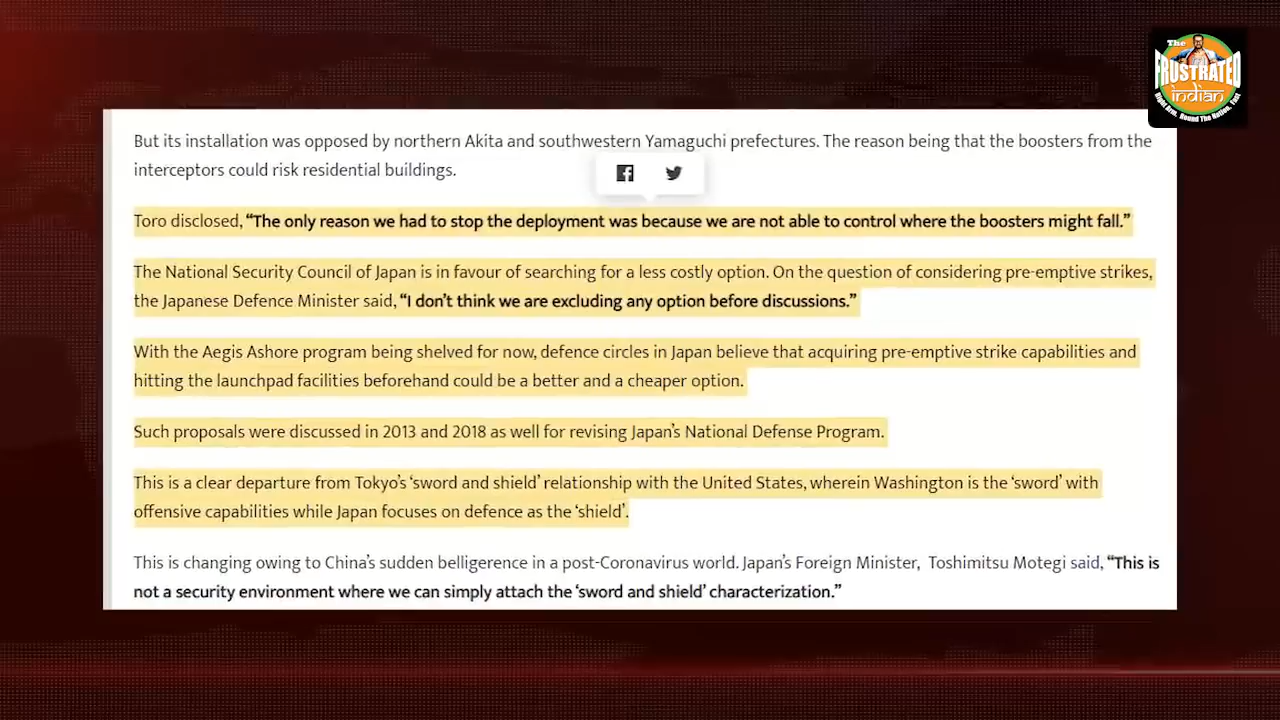 The
FRUSTRATED
indian
Right Arm. Round The Nation. Take
But its installation was opposed by northern Akita and southwestern Yamaguchi prefectures. The reason being that the boosters from the
interceptors could risk residential buildings.
Toro disclosed, “The only reason we had to stop the deployment was because we are not able to control where the boosters might fall.”
The National Security Council of Japan is in favour of searching for a less costly option. On the question of considering pre-emptive strikes,
the Japanese Defence Minister said, “I don’t think we are excluding any option before discussions.”
With the Aegis Ashore program being shelved for now, defence circles in Japan believe that acquiring pre-emptive strike capabilities and
hitting the launchpad facilities beforehand could be a better and a cheaper option.
Such proposals were discussed in 2013 and 2018 as well for revising Japan’s National Defense Program.
This is a clear departure from Tokyo’s ‘sword and shield’ relationship with the United States, wherein Washington is the ‘sword’ with
offensive capabilities while Japan focuses on defence as the ‘shield’.
This is changing owing to China’s sudden belligerence in a post-Coronavirus world. Japan’s Foreign Minister, Toshimitsu Motegi said, “This is
not a security environment where we can simply attach the ‘sword and shield’ characterization.”